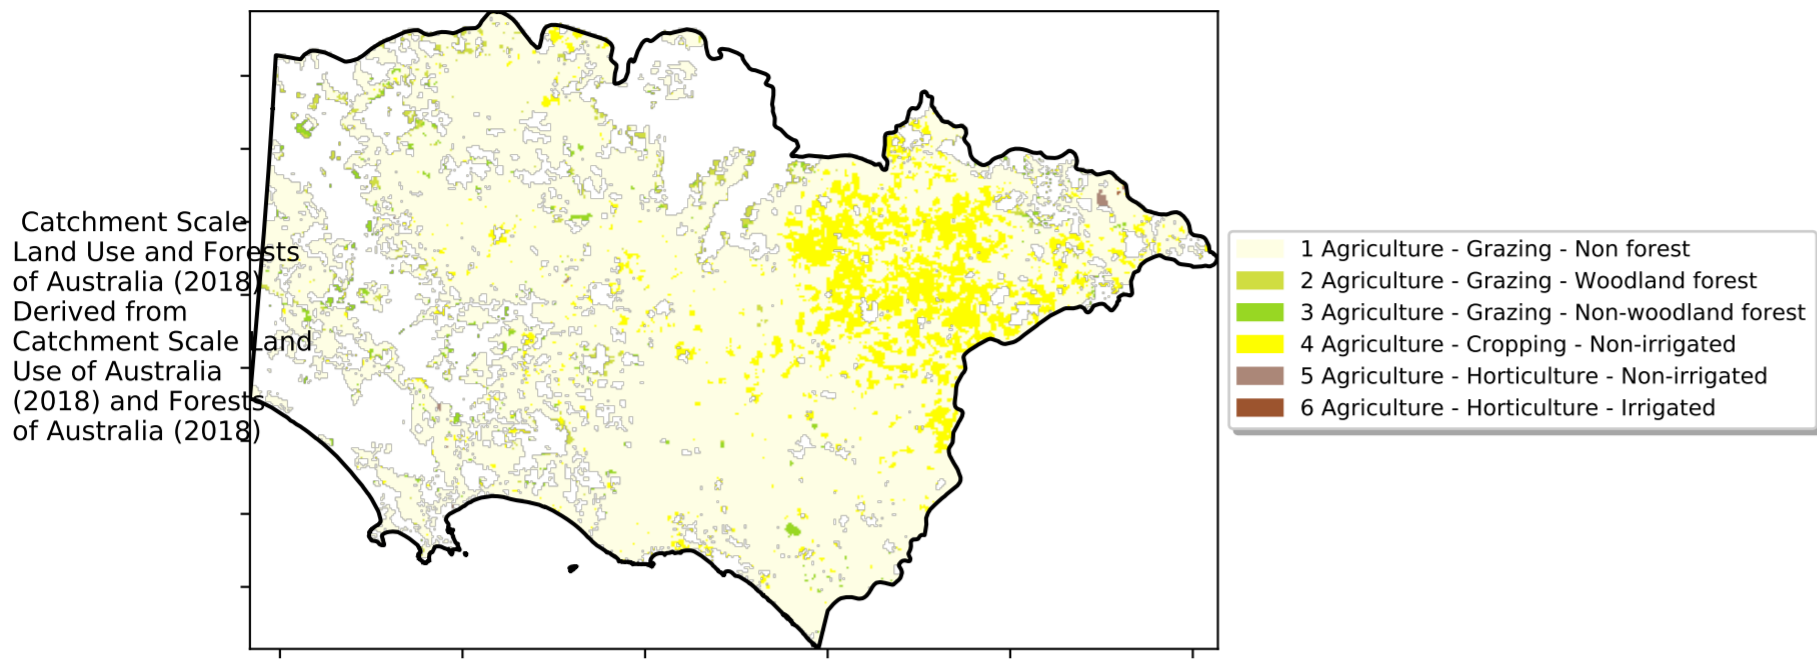 Catchment Scale
Land Use and Forests
of Australia (2018)
Derived from
Catchment Scale Land
Use of Australia
(2018) and Forests
of Australia (2018)
1 Agriculture - Grazing - Non forest
2 Agriculture - Grazing - Woodland forest
3 Agriculture - Grazing - Non-woodland forest
4 Agriculture - Cropping - Non-irrigated
5 Agriculture - Horticulture - Non-irrigated
6 Agriculture - Horticulture - Irrigated